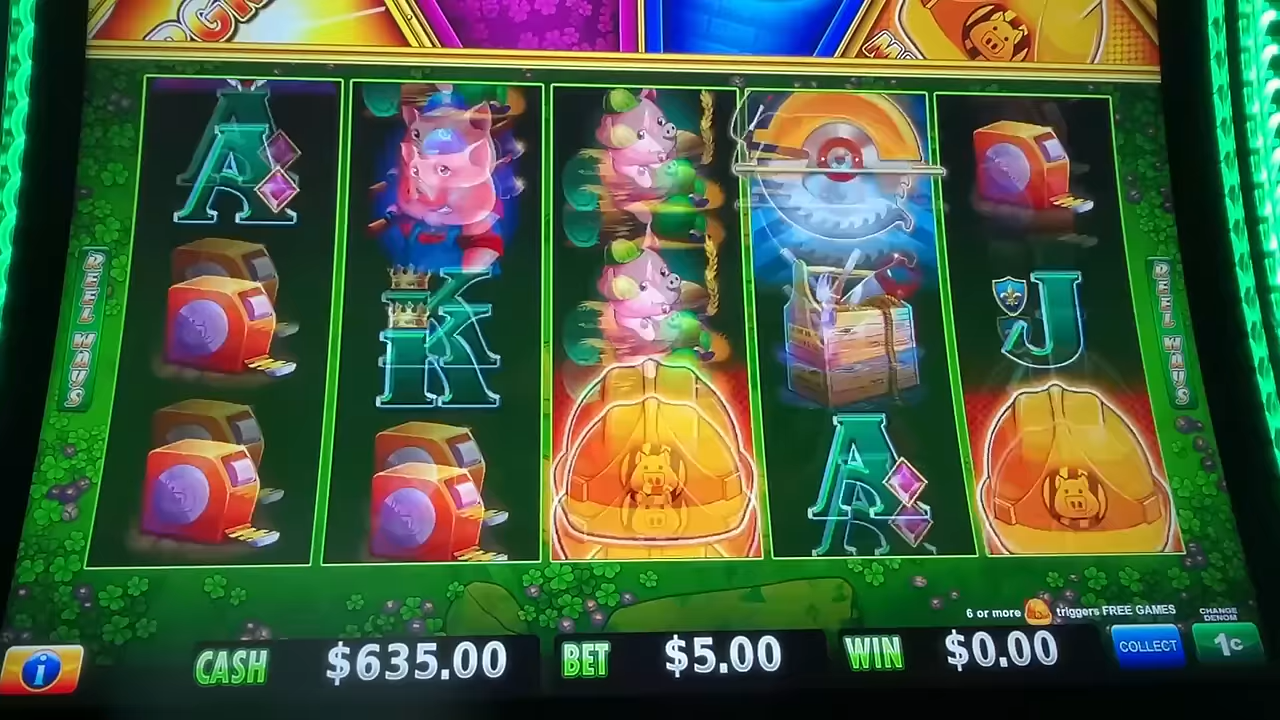 A
REEL WAYS
K
J
REEL WAYS
A
6 or more triggers FREE GAMES
CHANGE
DENOM
CASH $635.00 BET $5.00 WIN $0.00 COLLECT 1¢
i